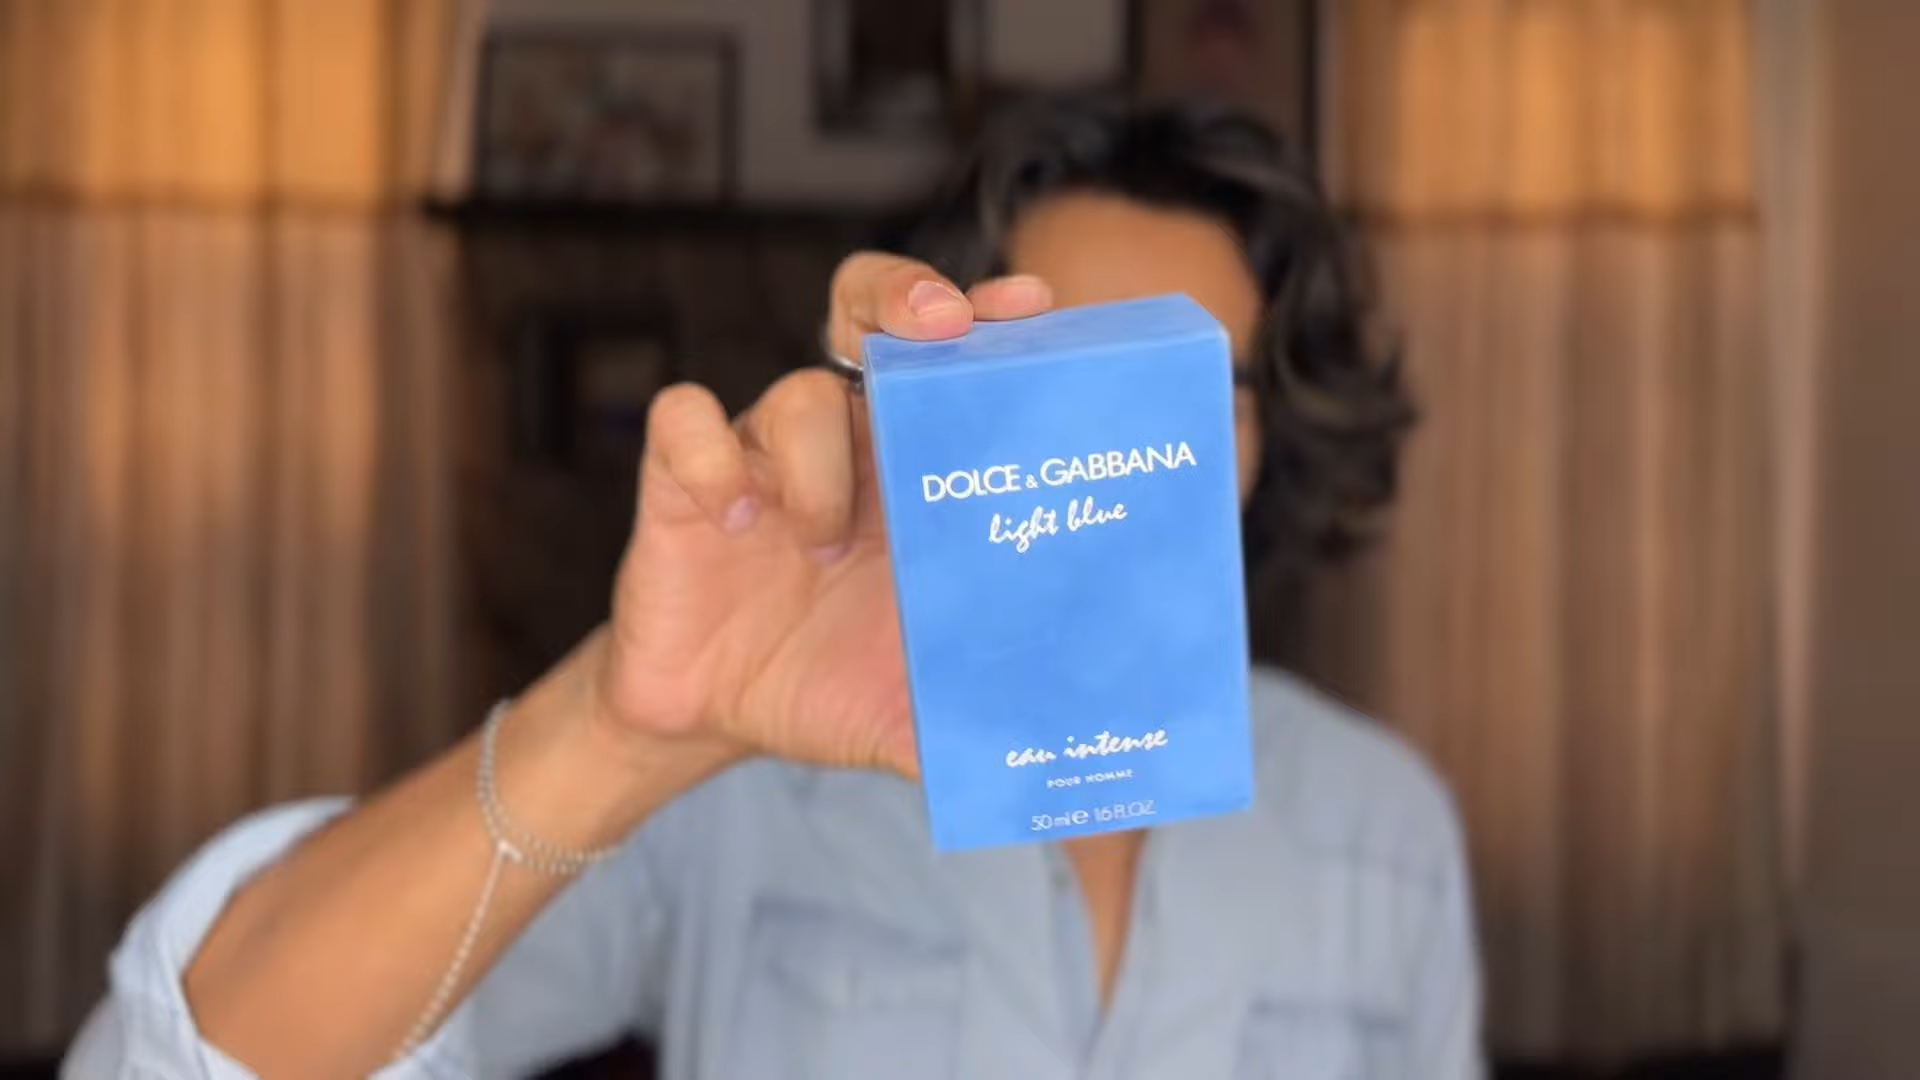 DOLCE & GABBANA
light blue
eau intense
POUR HOMME
50 ml e 1.6 FL.OZ